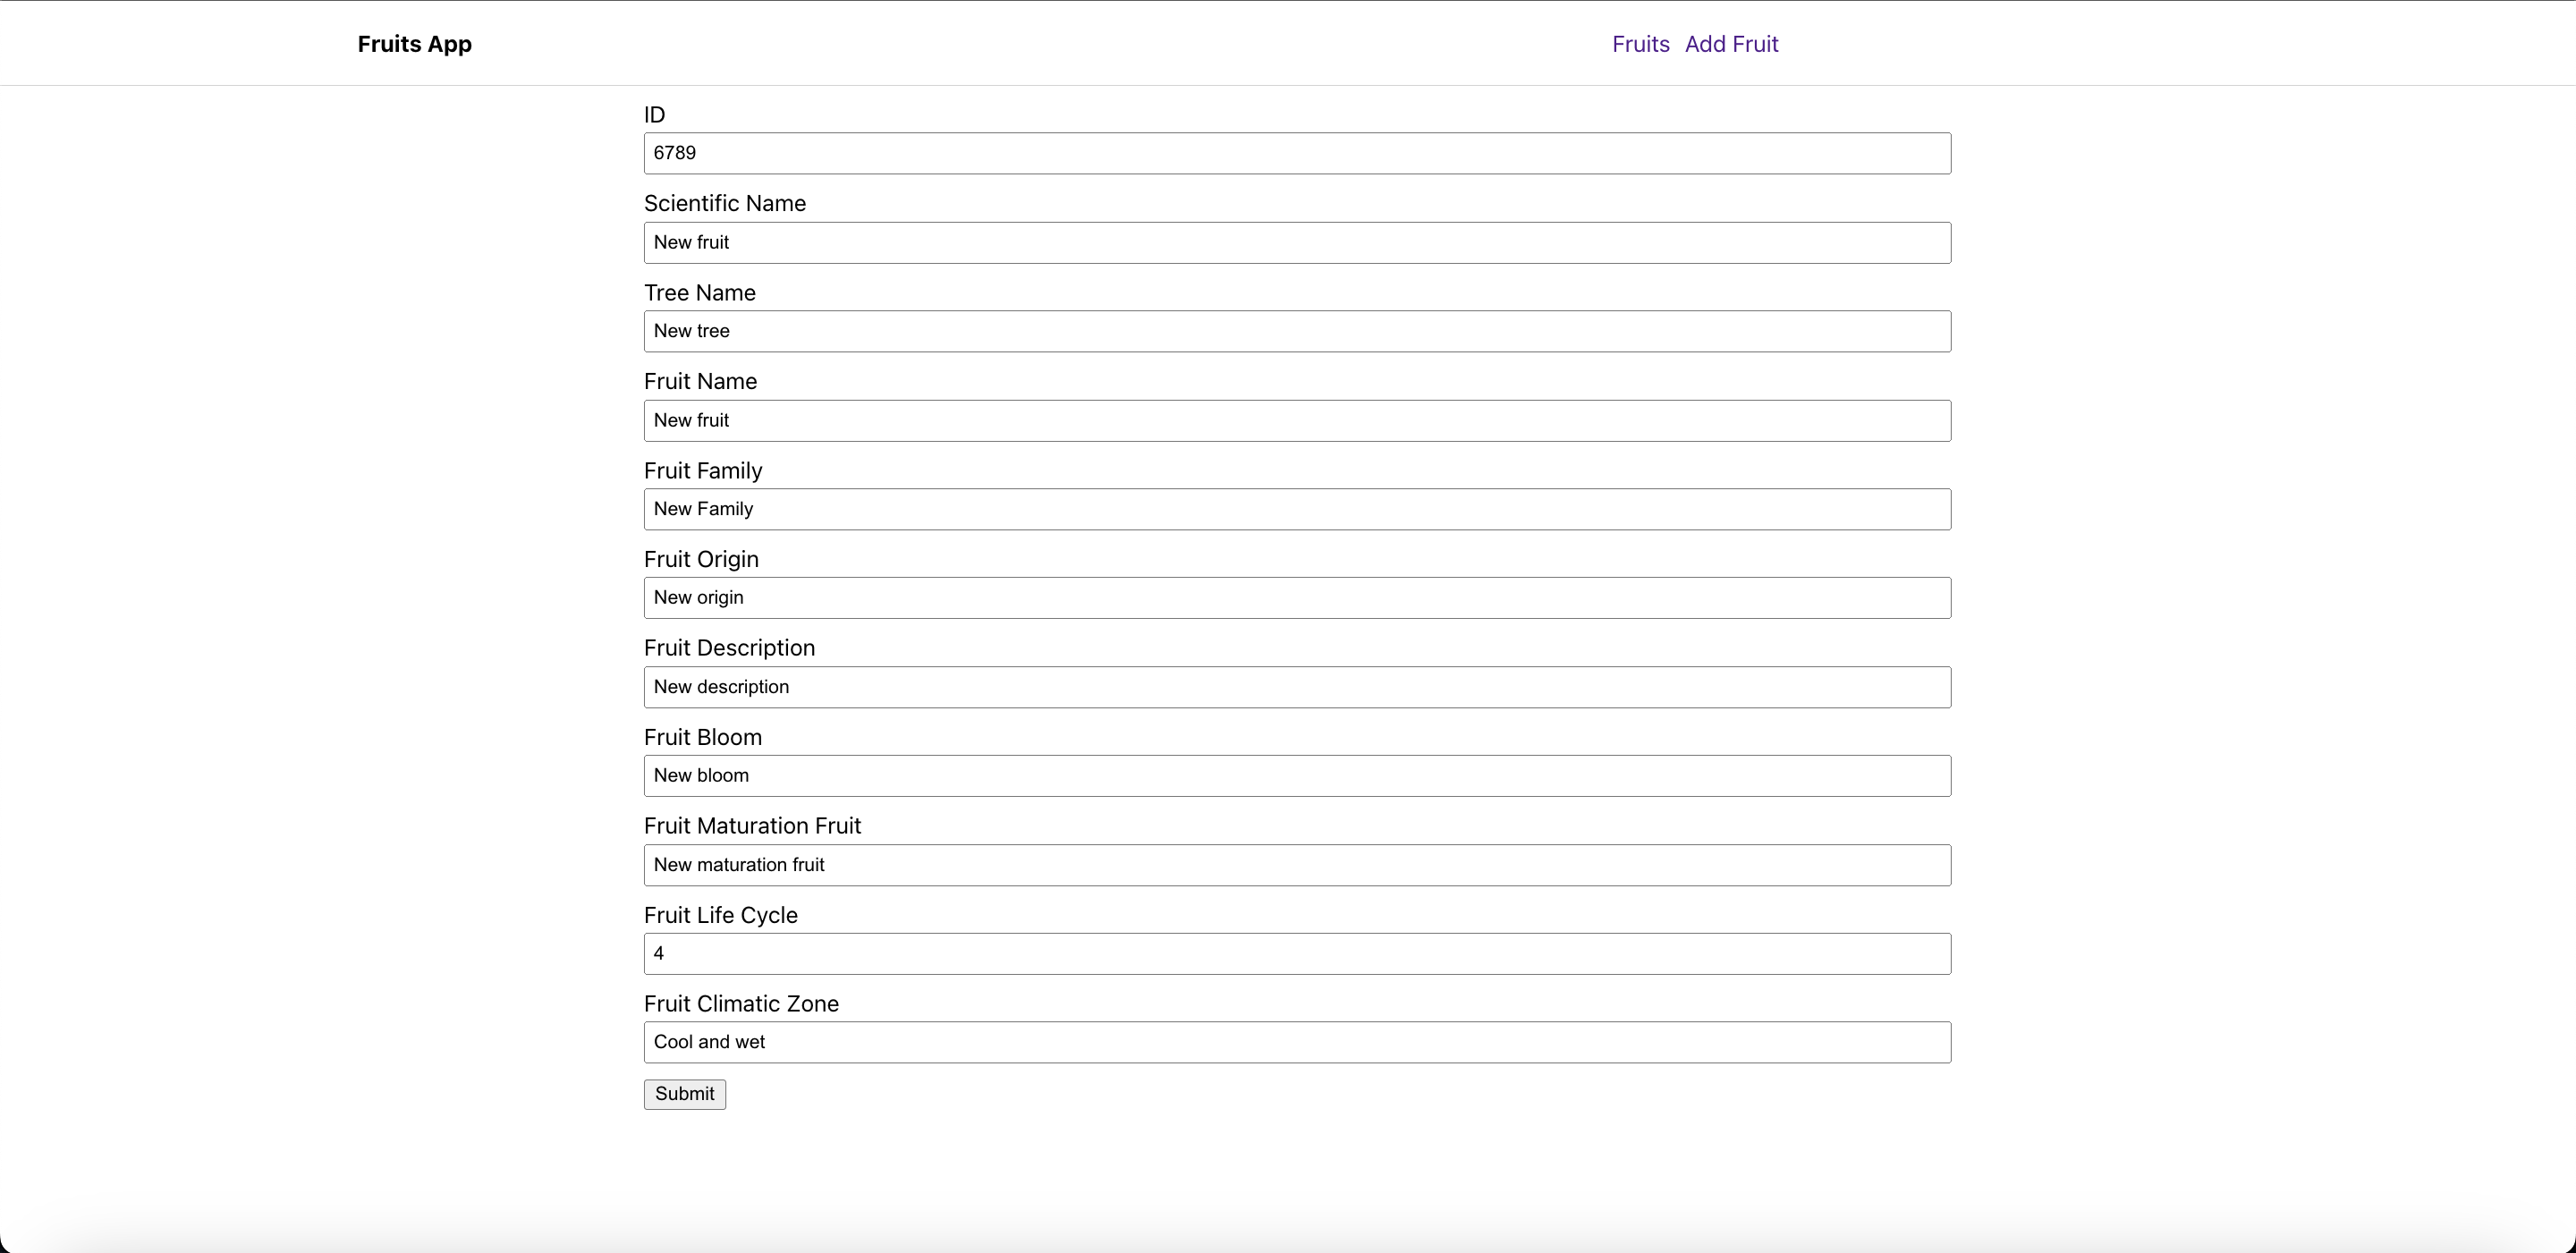 Fruits App
Fruits Add Fruit
ID
6789
Scientific Name
New fruit
Tree Name
New tree
Fruit Name
New fruit
Fruit Family
New Family
Fruit Origin
New origin
Fruit Description
New description
Fruit Bloom
New bloom
Fruit Maturation Fruit
New maturation fruit
Fruit Life Cycle
4
Fruit Climatic Zone
Cool and wet
Submit